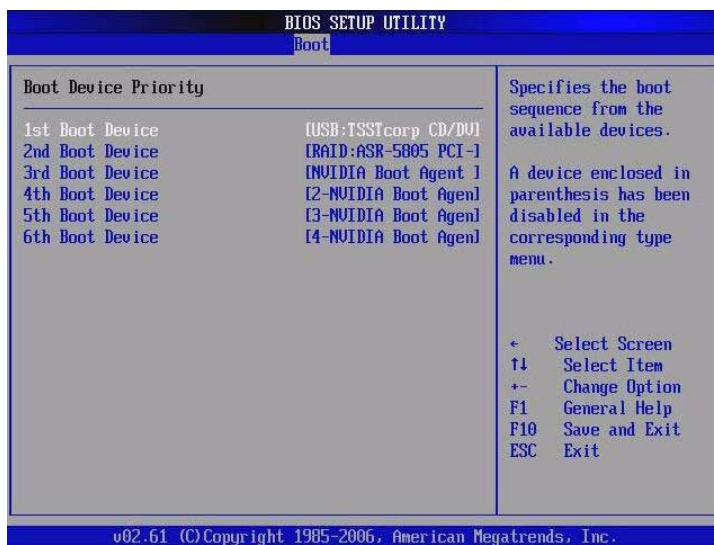 BIOS SETUP UTILITY
Boot
Boot Device Priority
1st Boot Device [USB:TSSTcorp CD/DV]
2nd Boot Device [RAID:ASR-5805 PCI-]
3rd Boot Device [NVIDIA Boot Agent ]
4th Boot Device [2-NVIDIA Boot Agen]
5th Boot Device [3-NVIDIA Boot Agen]
6th Boot Device [4-NVIDIA Boot Agen]
Specifies the boot
sequence from the
available devices.
A device enclosed in
parenthesis has been
disabled in the
corresponding type
menu.
← Select Screen
↑↓ Select Item
+- Change Option
F1 General Help
F10 Save and Exit
ESC Exit
v02.61 (C)Copyright 1985-2006, American Megatrends, Inc.